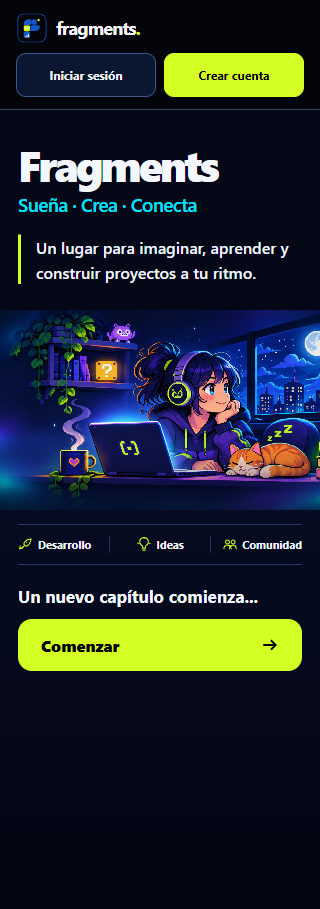 fragments.
Iniciar sesión
Crear cuenta
Fragments
Sueña · Crea · Conecta
Un lugar para imaginar, aprender y
construir proyectos a tu ritmo.
?
z z z
{-}
Desarrollo
Ideas
Comunidad
Un nuevo capítulo comienza...
Comenzar →